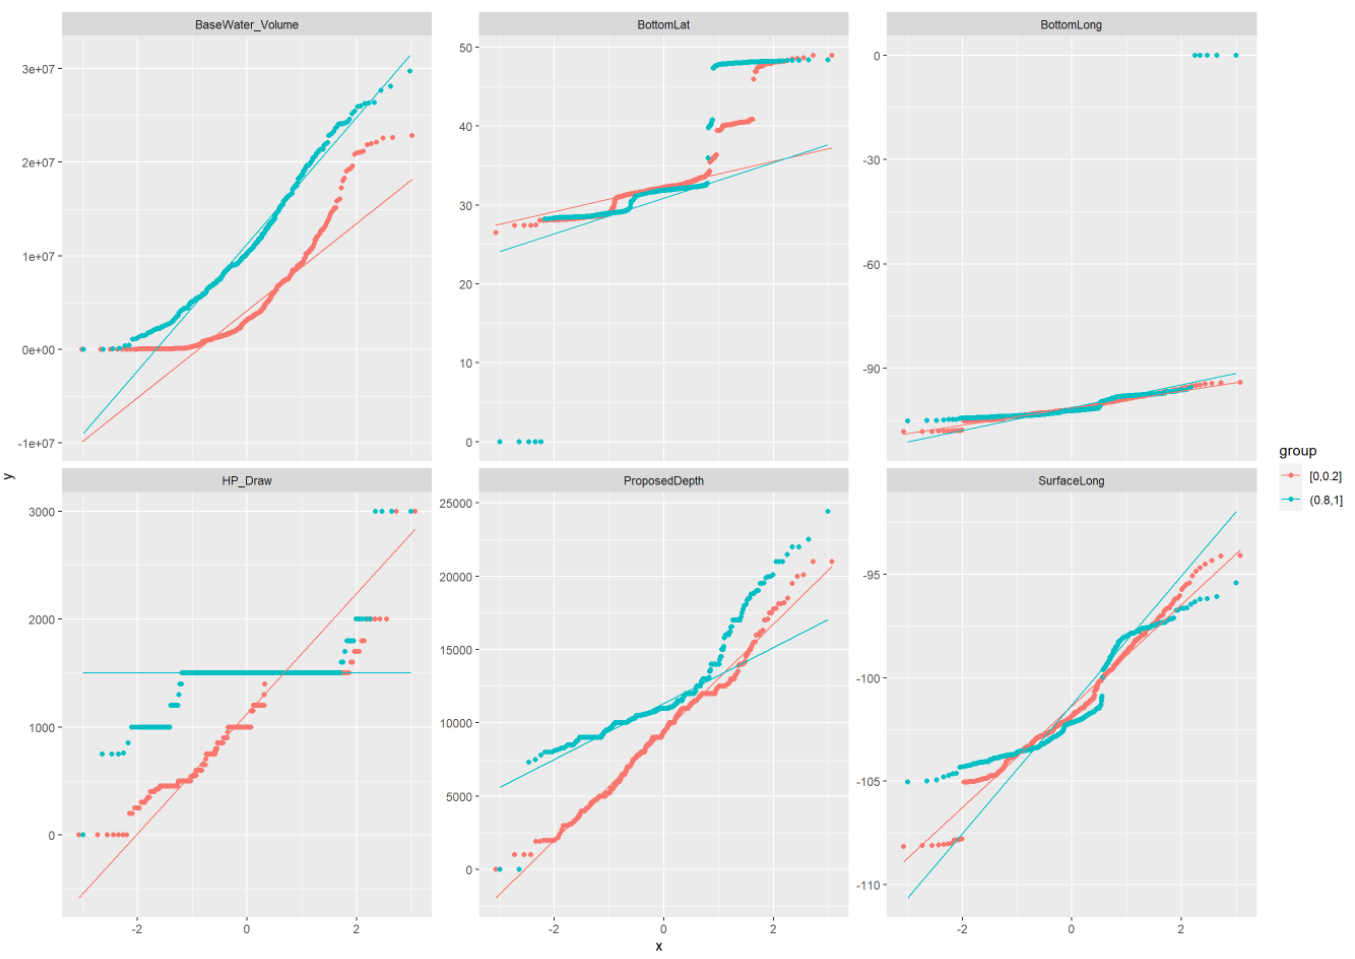 BaseWater_Volume
BottomLat
BottomLong
3e+07
2e+07
1e+07
0e+00
-1e+07
50
40
30
20
10
0
0
-30
-60
-90
HP_Draw
ProposedDepth
SurfaceLong
3000
2000
1000
0
25000
20000
15000
10000
5000
0
-95
-100
-105
-110
-2 0 2
-2 0 2
-2 0 2
x
y
group
[0,0.2]
(0.8,1]